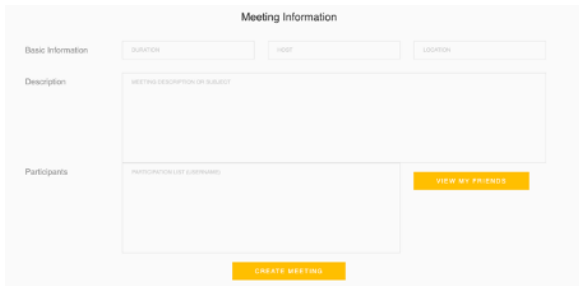 Meeting Information
Basic Information DURATION HOST LOCATION
Description MEETING DESCRIPTION OR SUBJECT
Participants PARTICIPATION LIST (USERNAME)
VIEW MY FRIENDS
CREATE MEETING